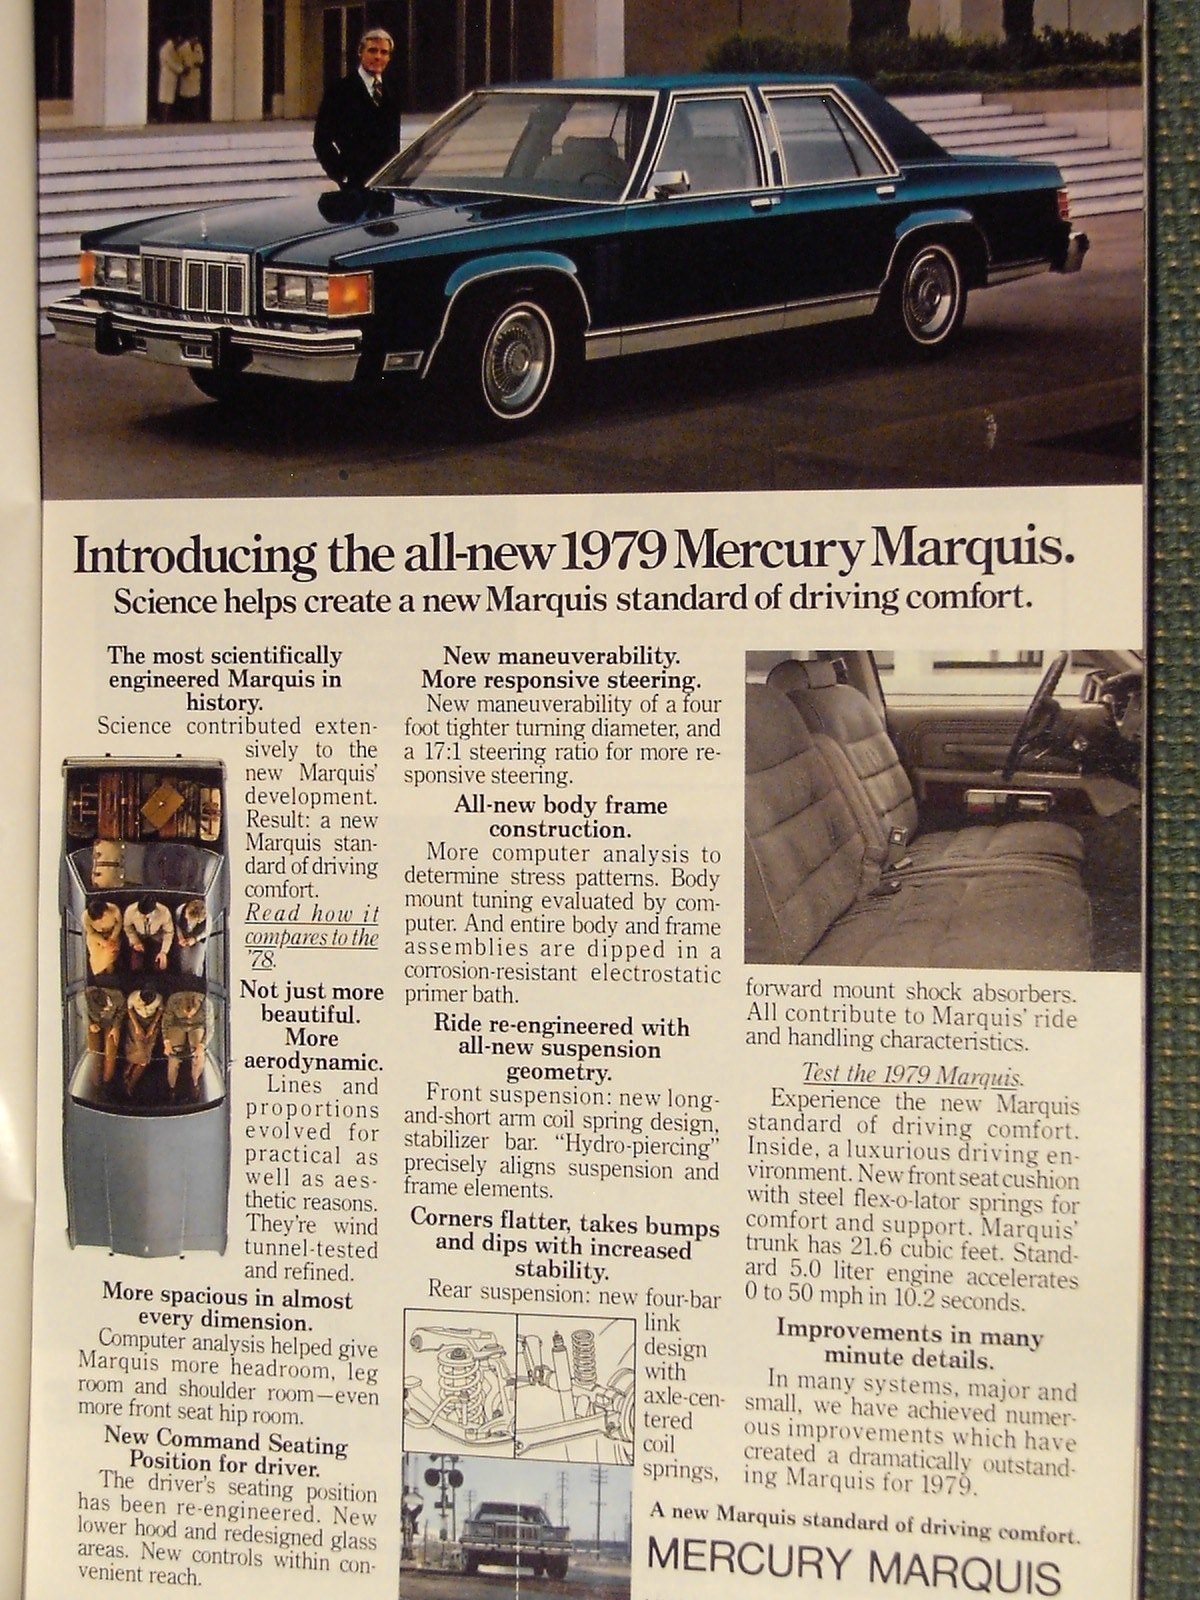 Introducing the all-new 1979 Mercury Marquis.
Science helps create a new Marquis standard of driving comfort.
The most scientifically
engineered Marquis in
history.
Science contributed exten-
sively to the
new Marquis'
development.
Result: a new
Marquis stan-
dard of driving
comfort.
Read how it
compares to the
'78.
Not just more
beautiful.
More
aerodynamic.
Lines and
proportions
evolved for
practical as
well as aes-
thetic reasons.
They're wind
tunnel-tested
and refined.
More spacious in almost
every dimension.
Computer analysis helped give
Marquis more headroom, leg
room and shoulder room—even
more front seat hip room.
New Command Seating
Position for driver.
The driver's seating position
has been re-engineered. New
lower hood and redesigned glass
areas. New controls within con-
venient reach.
New maneuverability.
More responsive steering.
New maneuverability of a four
foot tighter turning diameter, and
a 17:1 steering ratio for more re-
sponsive steering.
All-new body frame
construction.
More computer analysis to
determine stress patterns. Body
mount tuning evaluated by com-
puter. And entire body and frame
assemblies are dipped in a
corrosion-resistant electrostatic
primer bath.
Ride re-engineered with
all-new suspension
geometry.
Front suspension: new long-
and-short arm coil spring design,
stabilizer bar. “Hydro-piercing”
precisely aligns suspension and
frame elements.
Corners flatter, takes bumps
and dips with increased
stability.
Rear suspension: new four-bar
link
design
with
axle-cen-
tered
coil
springs,
forward mount shock absorbers.
All contribute to Marquis' ride
and handling characteristics.
Test the 1979 Marquis.
Experience the new Marquis
standard of driving comfort.
Inside, a luxurious driving en-
vironment. New front seat cushion
with steel flex-o-lator springs for
comfort and support. Marquis'
trunk has 21.6 cubic feet. Stand-
ard 5.0 liter engine accelerates
0 to 50 mph in 10.2 seconds.
Improvements in many
minute details.
In many systems, major and
small, we have achieved numer-
ous improvements which have
created a dramatically outstand-
ing Marquis for 1979.
A new Marquis standard of driving comfort.
MERCURY MARQUIS